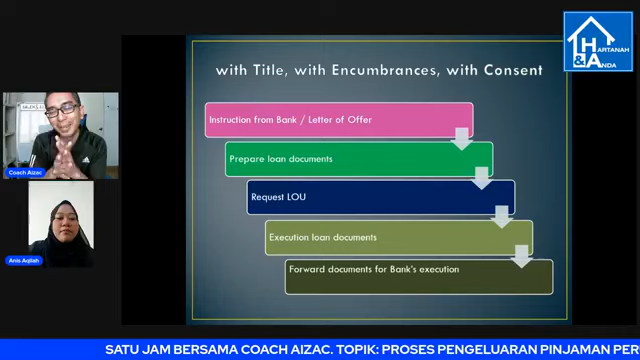 HARTANAH
&ANDA
with Title, with Encumbrances, with Consent
Instruction from Bank / Letter of Offer
Prepare loan documents
Request LOU
Execution loan documents
Forward documents for Bank's execution
Coach Aizac
Anis Aqilah
SATU JAM BERSAMA COACH AIZAC. TOPIK: PROSES PENGELUARAN PINJAMAN PER